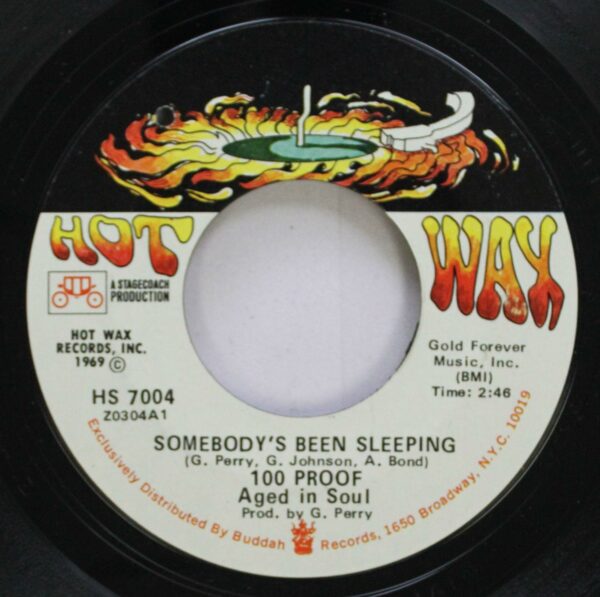 HOT WAX
A STAGECOACH
PRODUCTION
HOT WAX
RECORDS, INC.
1969 ©
HS 7004
Z0304A1
Gold Forever
Music, Inc.
(BMI)
Time: 2:46
SOMEBODY'S BEEN SLEEPING
(G. Perry, G. Johnson, A. Bond)
100 PROOF
Aged in Soul
Prod. by G. Perry
Exclusively Distributed By Buddah Records, 1650 Broadway, N.Y.C. 10019